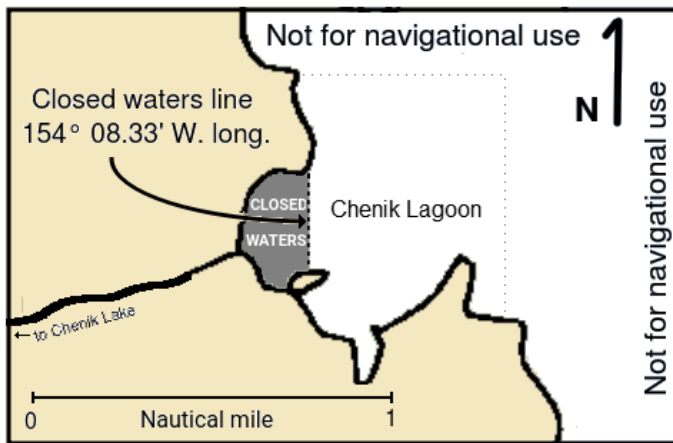 Not for navigational use
N
Not for navigational use
Closed waters line
154° 08.33' W. long.
CLOSED
WATERS
Chenik Lagoon
← to Chenik Lake
0
Nautical mile
1